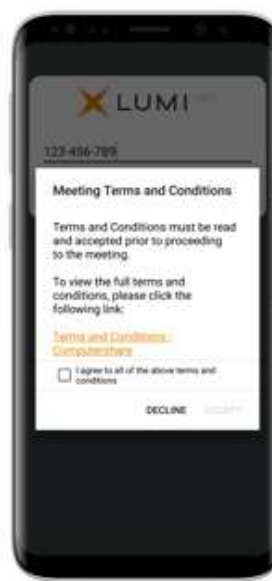 LUMI
123-456-789
Meeting Terms and Conditions
Terms and Conditions must be read
and accepted prior to proceeding
to the meeting.
To view the full terms and
conditions, please click the
following link:
Terms and Conditions -
Computershare
I agree to all of the above terms and
conditions
DECLINE ACCEPT